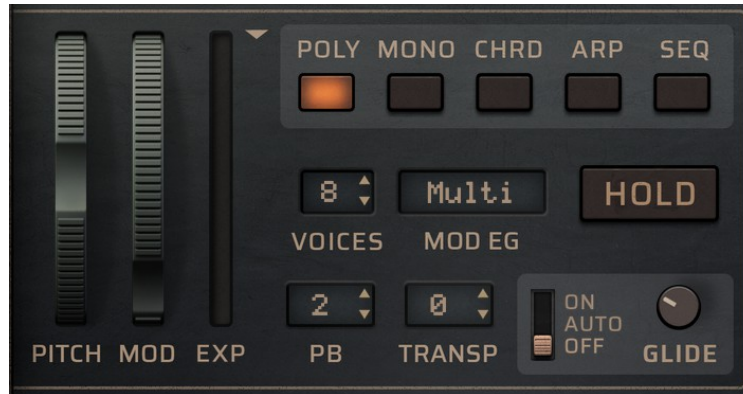 POLY MONO CHRD ARP SEQ
8 Multi HOLD
VOICES MOD EG
2 0 ON
AUTO
OFF
PITCH MOD EXP PB TRANSP GLIDE